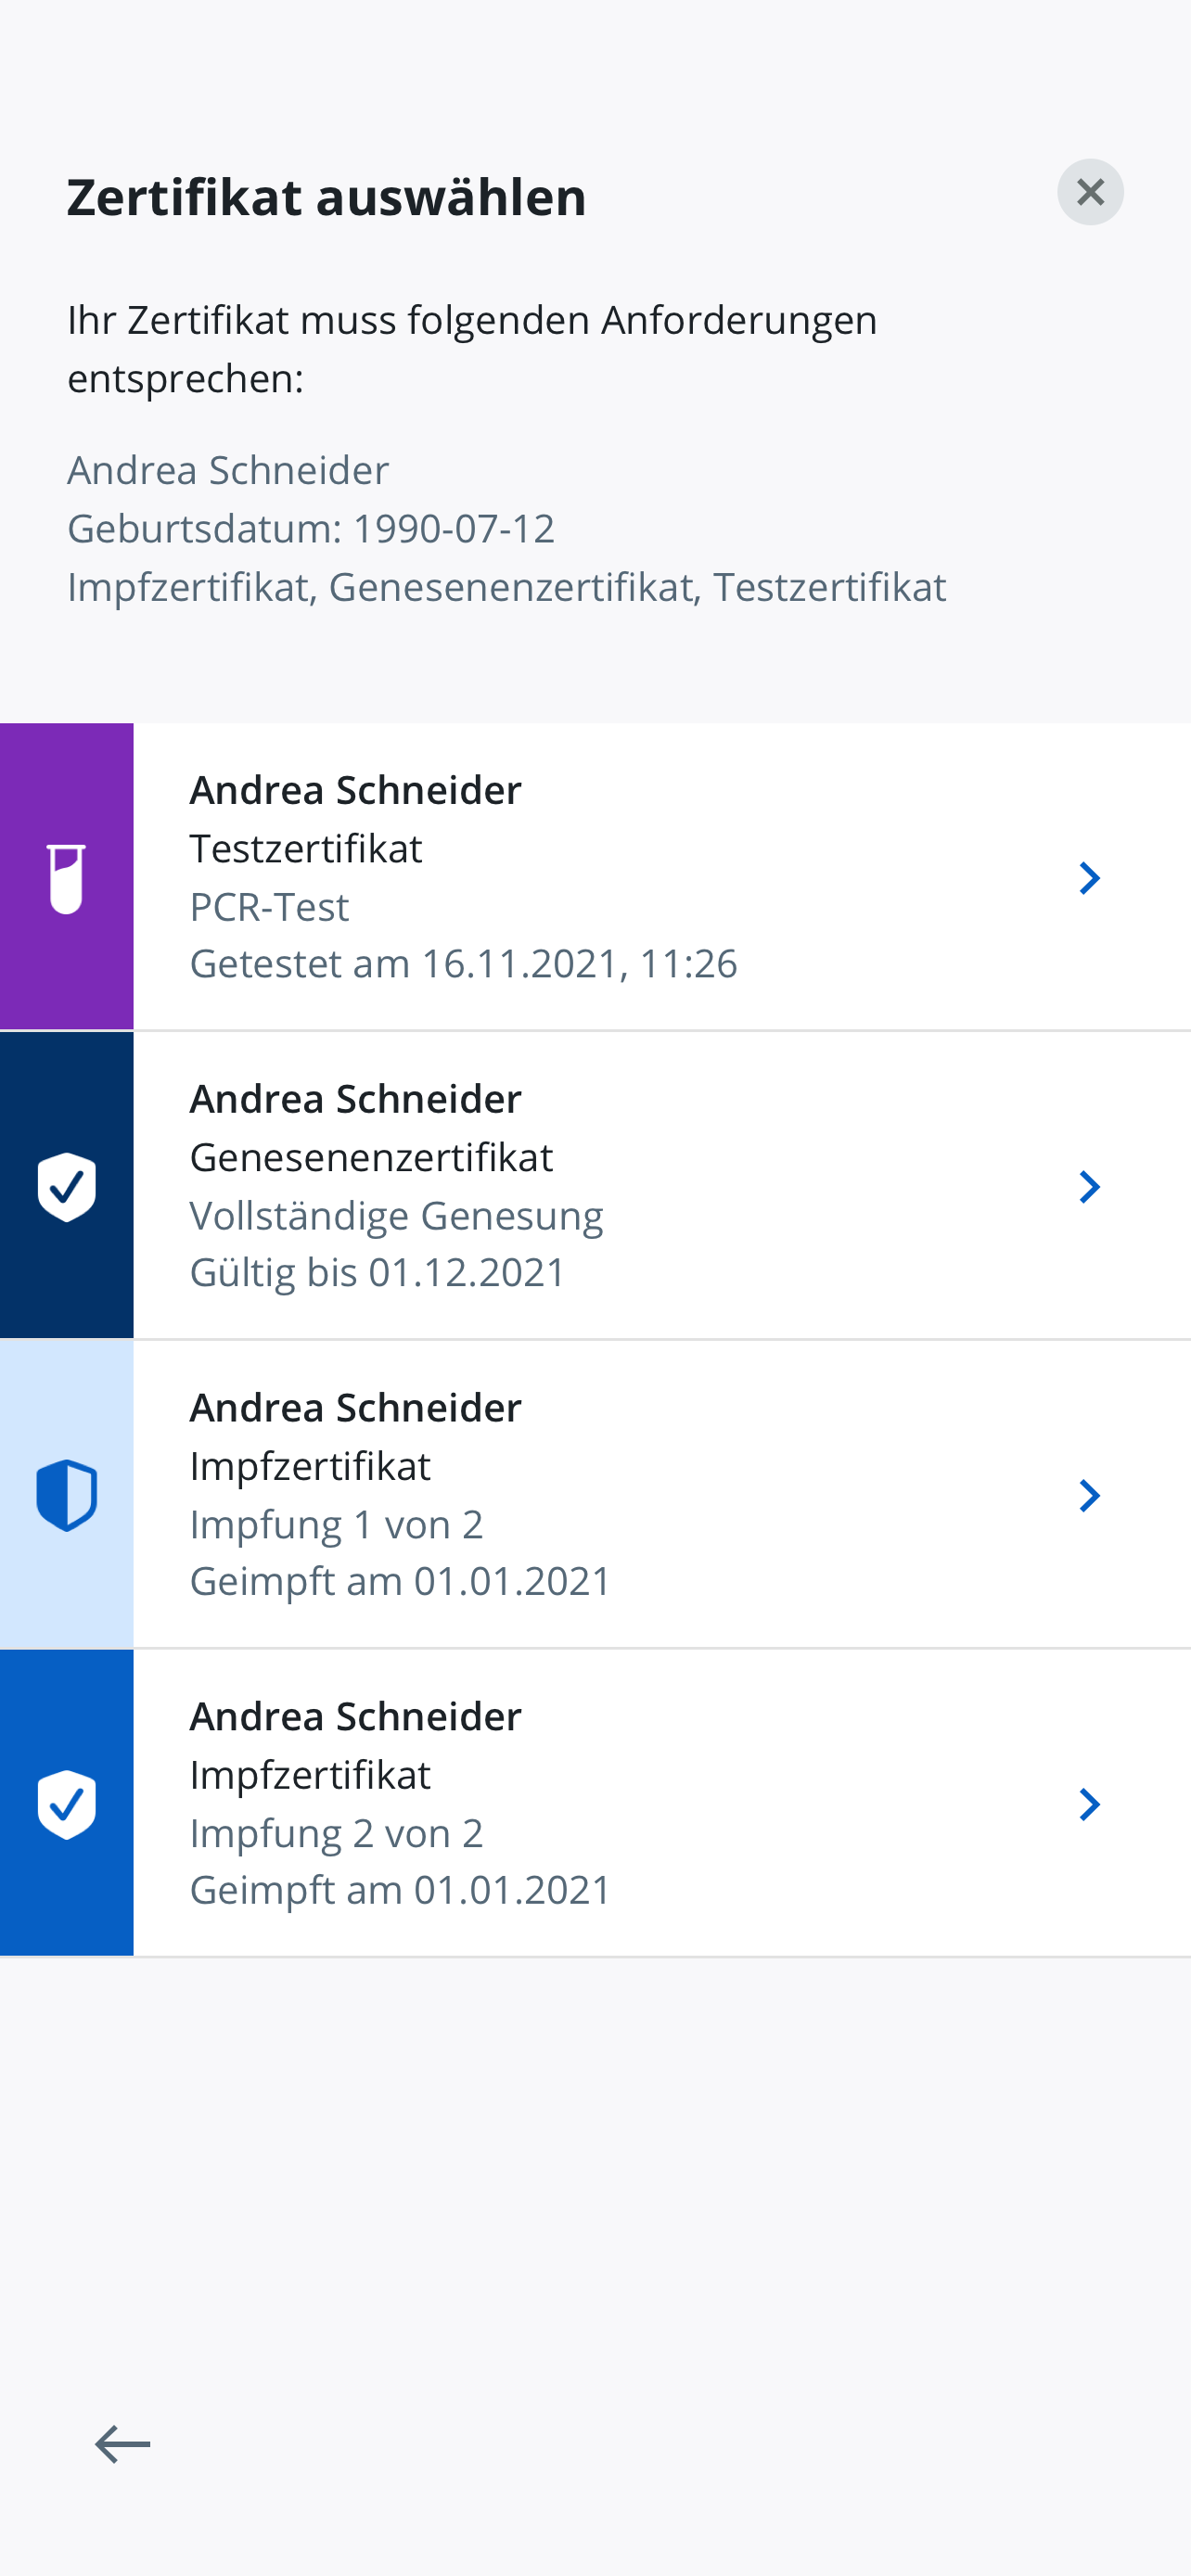 Zertifikat auswählen
Ihr Zertifikat muss folgenden Anforderungen
entsprechen:
Andrea Schneider
Geburtsdatum: 1990-07-12
Impfzertifikat, Genesenenzertifikat, Testzertifikat
Andrea Schneider
Testzertifikat
PCR-Test
Getestet am 16.11.2021, 11:26
Andrea Schneider
Genesenenzertifikat
Vollständige Genesung
Gültig bis 01.12.2021
Andrea Schneider
Impfzertifikat
Impfung 1 von 2
Geimpft am 01.01.2021
Andrea Schneider
Impfzertifikat
Impfung 2 von 2
Geimpft am 01.01.2021